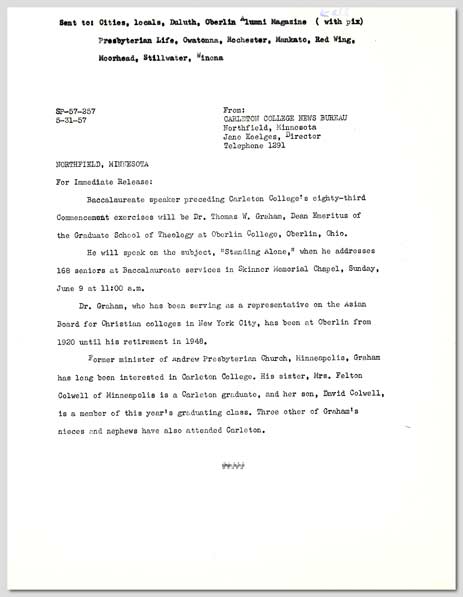 Sent to: Cities, locals, Duluth, Oberlin Alumni Magazine ( with pix)
Presbyterian Life, Owatonna, Rochester, Mankato, Red Wing,
Moorhead, Stillwater, Winona
SP-57-257
5-31-57
From:
CARLETON COLLEGE NEWS BUREAU
Northfield, Minnesota
Jane Keelges, Director
Telephone 1291
NORTHFIELD, MINNESOTA
For Immediate Release:
Baccalaureate speaker preceding Carleton College's eighty-third
Commencement exercises will be Dr. Thomas W. Graham, Dean Emeritus of
the Graduate School of Theology at Oberlin College, Oberlin, Ohio.
He will speak on the subject, "Standing Alone," when he addresses
168 seniors at Baccalaureate services in Skinner Memorial Chapel, Sunday,
June 9 at 11:00 a.m.
Dr. Graham, who has been serving as a representative on the Asian
Board for Christian colleges in New York City, has been at Oberlin from
1920 until his retirement in 1948.
Former minister of Andrew Presbyterian Church, Minneapolis, Graham
has long been interested in Carleton College. His sister, Mrs. Felton
Colwell of Minneapolis is a Carleton graduate, and her son, David Colwell,
is a member of this year's graduating class. Three other of Graham's
nieces and nephews have also attended Carleton.